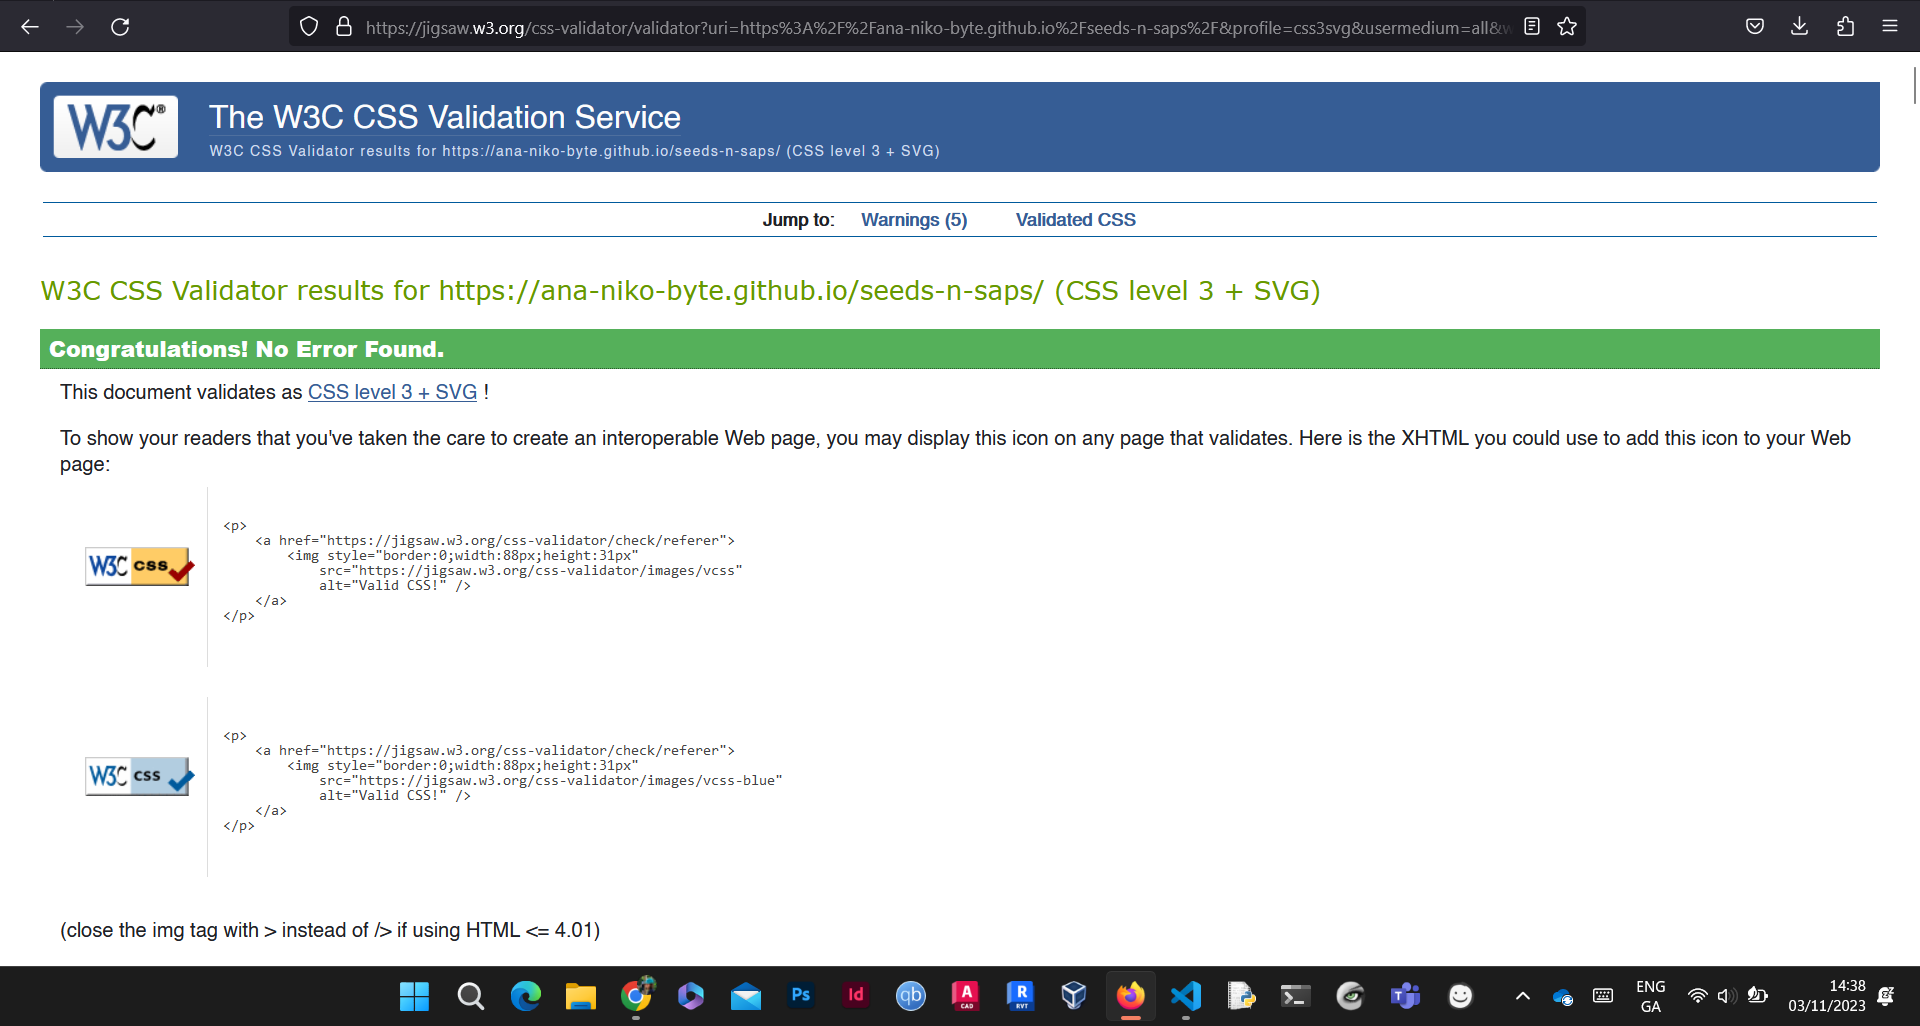 https://jigsaw.w3.org/css-validator/validator?uri=https%3A%2F%2Fana-niko-byte.github.io%2Fseeds-n-saps%2F&profile=css3svg&usermedium=all&
W3C®
The W3C CSS Validation Service
W3C CSS Validator results for https://ana-niko-byte.github.io/seeds-n-saps/ (CSS level 3 + SVG)
Jump to: Warnings (5) Validated CSS
W3C CSS Validator results for https://ana-niko-byte.github.io/seeds-n-saps/ (CSS level 3 + SVG)
Congratulations! No Error Found.
This document validates as CSS level 3 + SVG !
To show your readers that you've taken the care to create an interoperable Web page, you may display this icon on any page that validates. Here is the XHTML you could use to add this icon to your Web
page:
W3C css
<p>
<a href="https://jigsaw.w3.org/css-validator/check/referer">
<img style="border:0;width:88px;height:31px"
src="https://jigsaw.w3.org/css-validator/images/vcss"
alt="Valid CSS!" />
</a>
</p>
W3C css
<p>
<a href="https://jigsaw.w3.org/css-validator/check/referer">
<img style="border:0;width:88px;height:31px"
src="https://jigsaw.w3.org/css-validator/images/vcss-blue"
alt="Valid CSS!" />
</a>
</p>
(close the img tag with > instead of /> if using HTML <= 4.01)
Ps Id qb A CAD R RVT
ENG
GA
14:38
03/11/2023